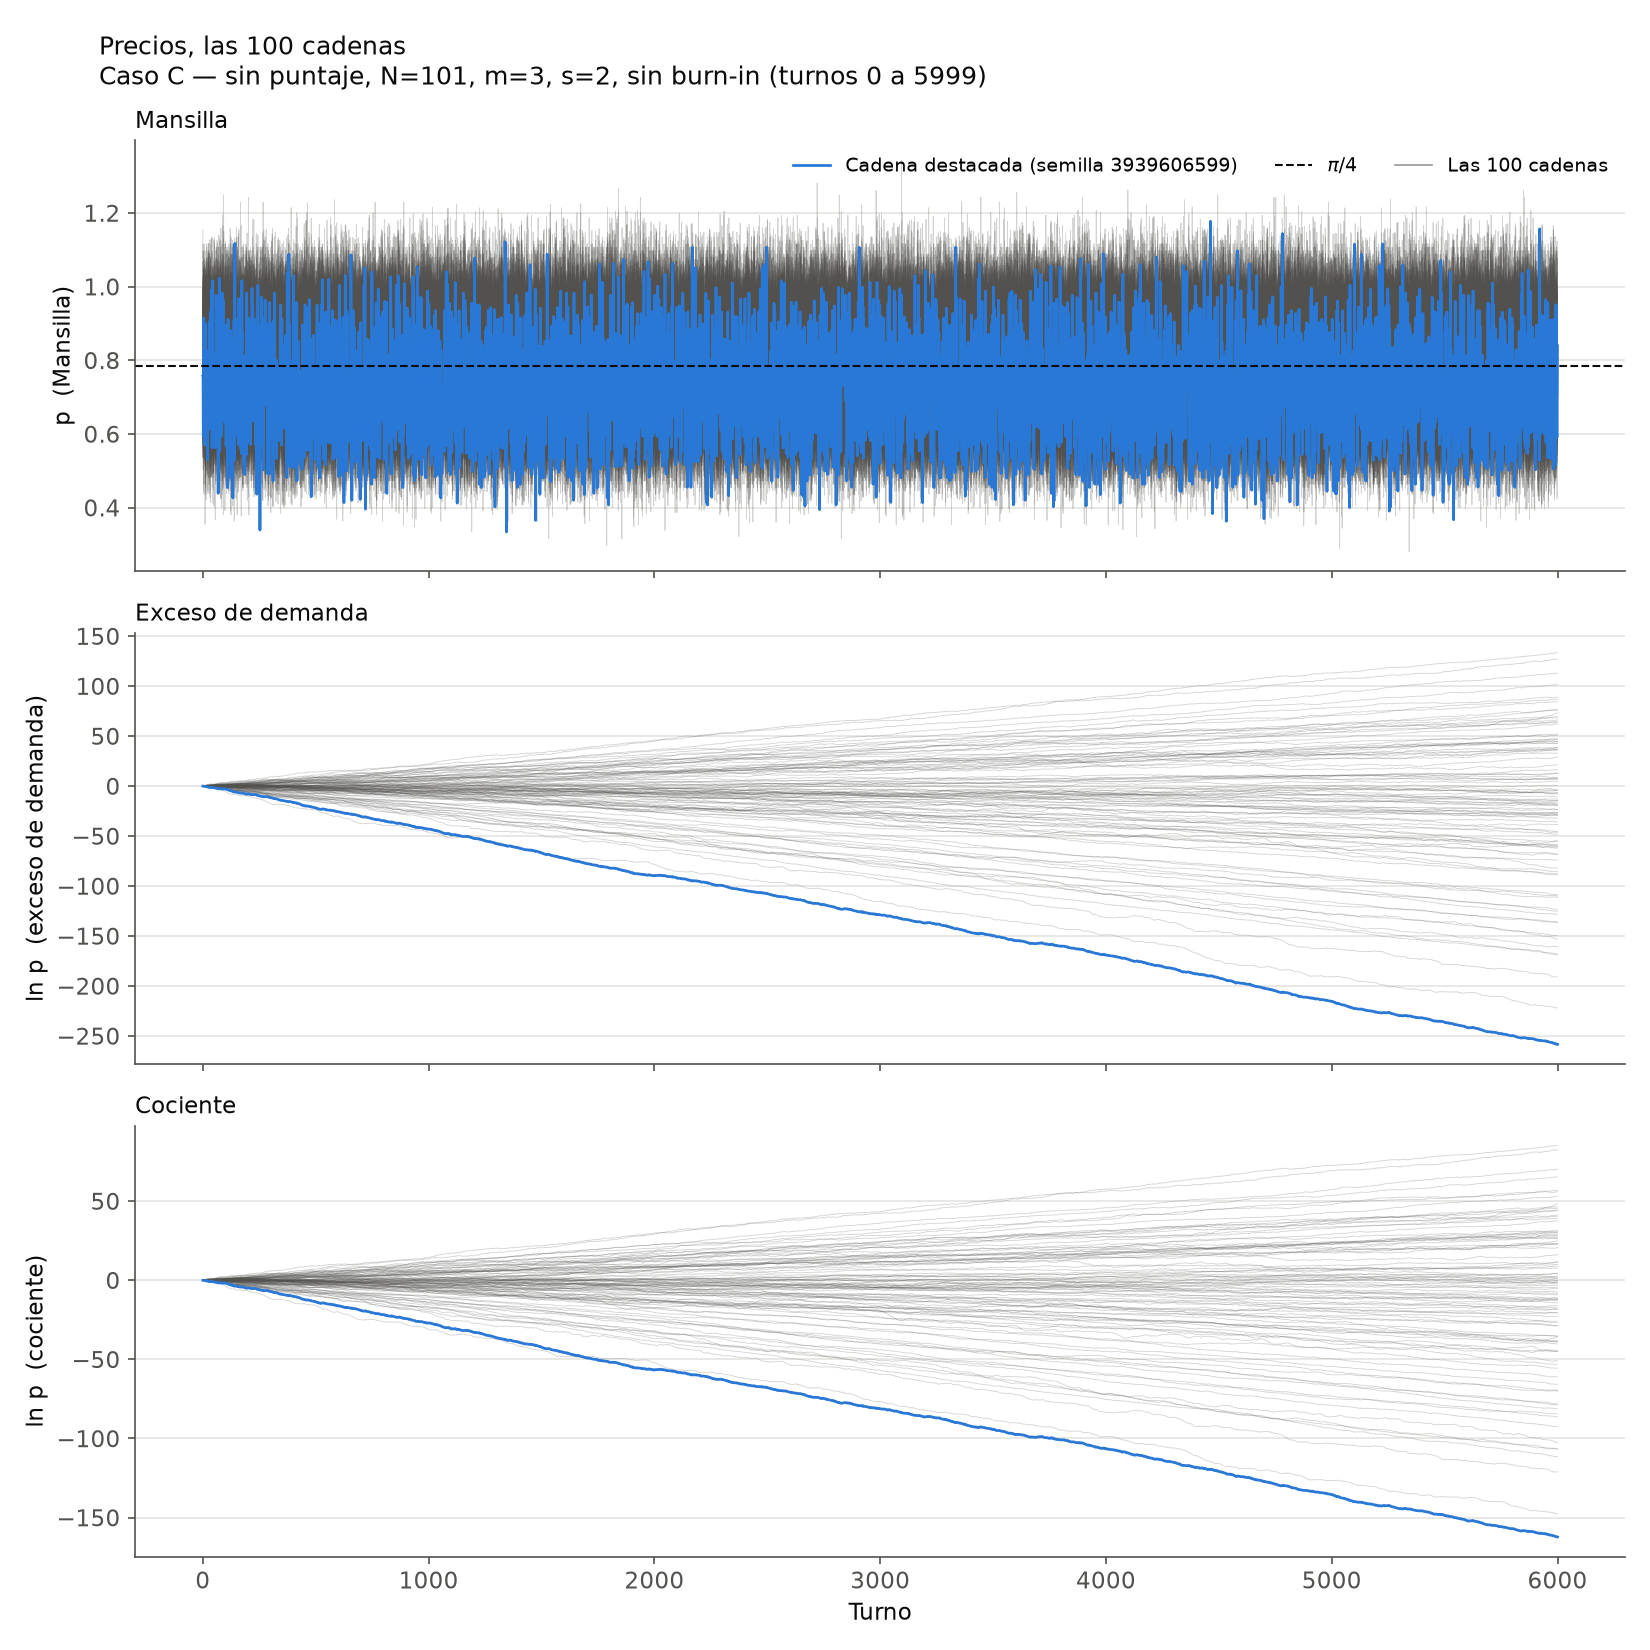 Precios, las 100 cadenas
Caso C — sin puntaje, N=101, m=3, s=2, sin burn-in (turnos 0 a 5999)
Mansilla
Cadena destacada (semilla 3939606599)
π/4
Las 100 cadenas
p (Mansilla)
1.2
1.0
0.8
0.6
0.4
Exceso de demanda
ln p (exceso de demanda)
150
100
50
0
−50
−100
−150
−200
−250
Cociente
ln p (cociente)
50
0
−50
−100
−150
0 1000 2000 3000 4000 5000 6000
Turno